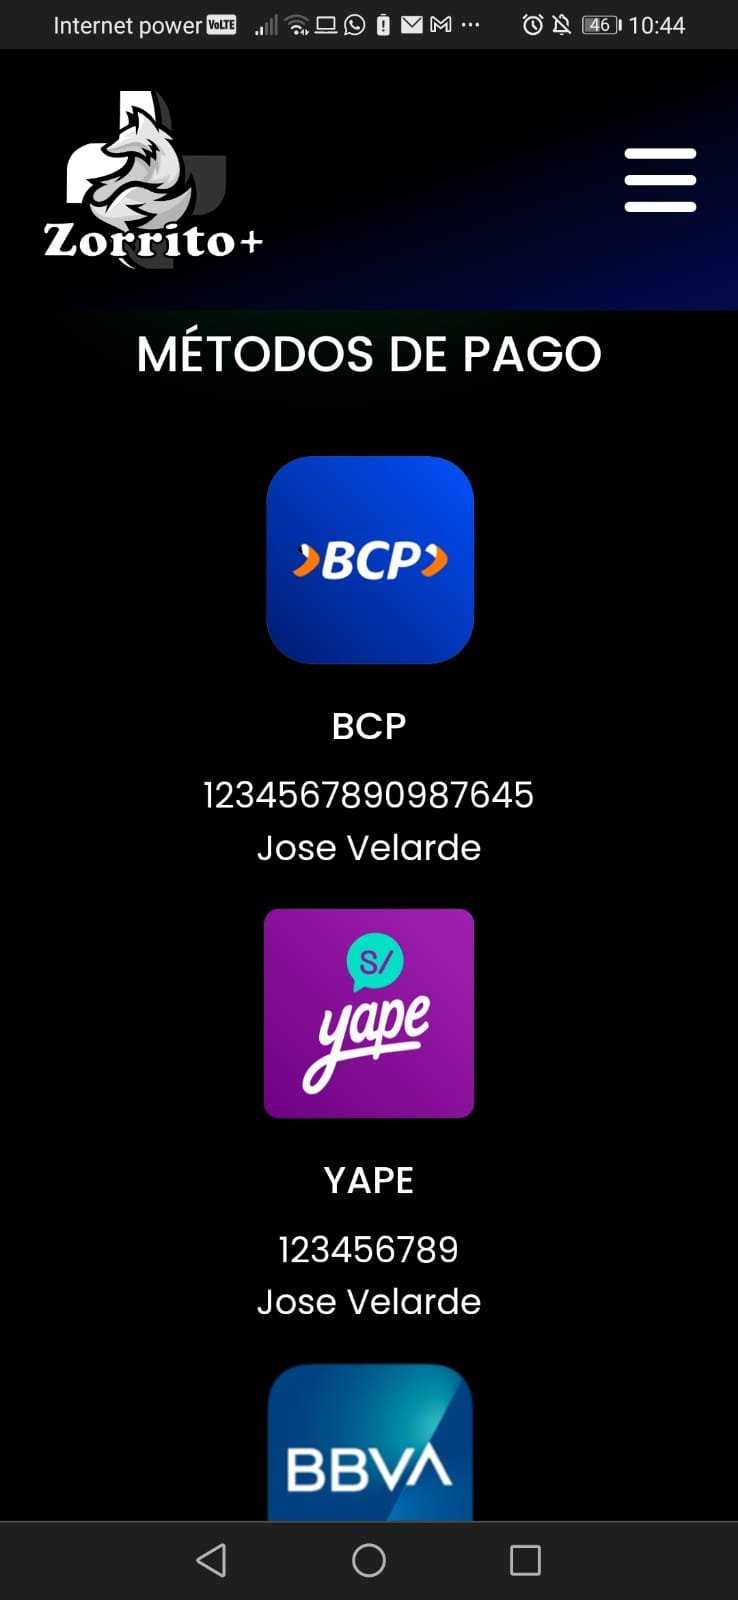 Internet power VoLTE 46 10:44
Zorrito+
MÉTODOS DE PAGO
BCP
BCP
1234567890987645
Jose Velarde
S/
yape
YAPE
123456789
Jose Velarde
BBVA